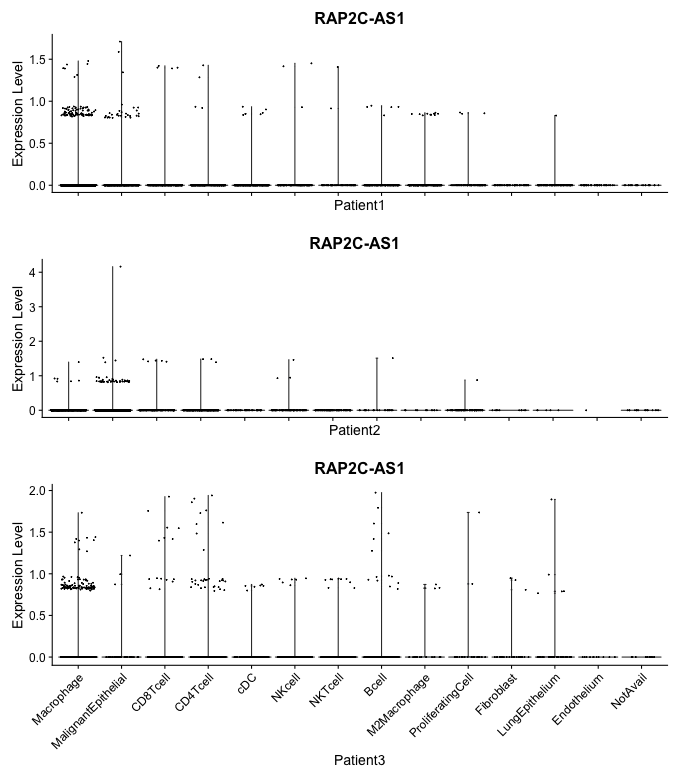 RAP2C-AS1
Expression Level
1.5
1.0
0.5
0.0
Patient1
RAP2C-AS1
Expression Level
4
3
2
1
0
Patient2
RAP2C-AS1
Expression Level
2.0
1.5
1.0
0.5
0.0
Macrophage
MalignantEpithelial
CD8Tcell
CD4Tcell
cDC
NKcell
NKTcell
Bcell
M2Macrophage
ProliferatingCell
Fibroblast
LungEpithelium
Endothelium
NotAvail
Patient3